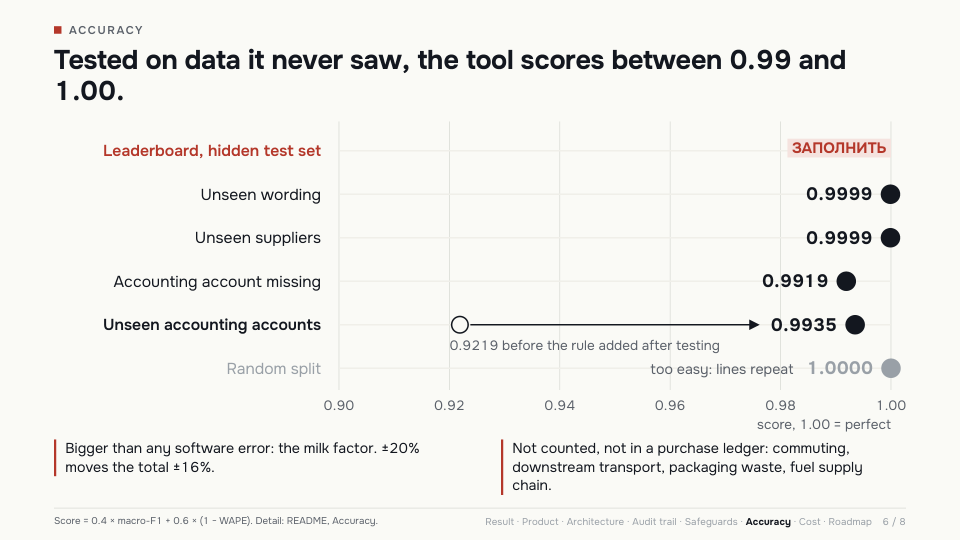 ACCURACY
Tested on data it never saw, the tool scores between 0.99 and
1.00.
Leaderboard, hidden test set
ЗАПОЛНИТЬ
Unseen wording
0.9999
Unseen suppliers
0.9999
Accounting account missing
0.9919
Unseen accounting accounts
0.9935
0.9219 before the rule added after testing
Random split
too easy: lines repeat 1.0000
0.90 0.92 0.94 0.96 0.98 1.00
score, 1.00 = perfect
Bigger than any software error: the milk factor. ±20%
moves the total ±16%.
Not counted, not in a purchase ledger: commuting,
downstream transport, packaging waste, fuel supply
chain.
Score = 0.4 × macro-F1 + 0.6 × (1 − WAPE). Detail: README, Accuracy.
Result · Product · Architecture · Audit trail · Safeguards · Accuracy · Cost · Roadmap 6 / 8